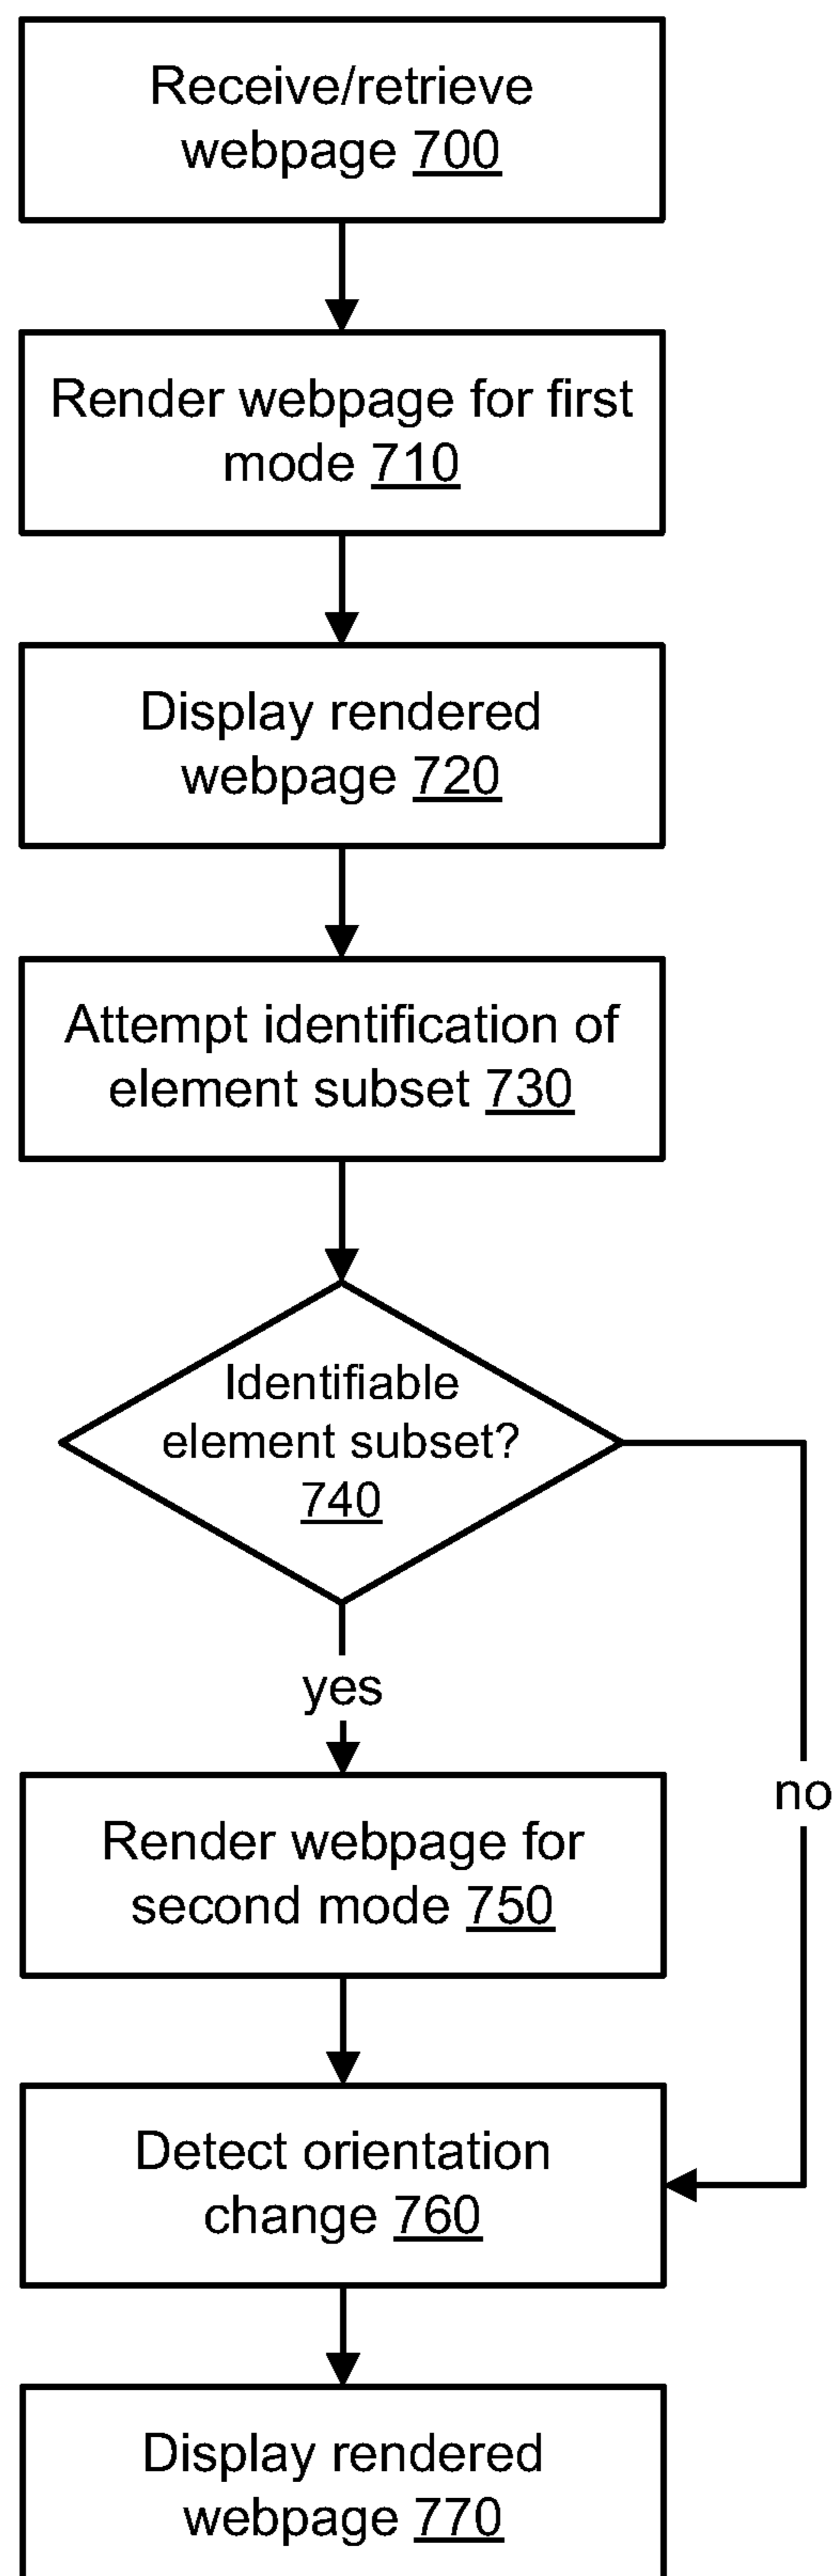 Receive/retrieve
webpage 700
Render webpage for first
mode 710
Display rendered
webpage 720
Attempt identification of
element subset 730
Identifiable
element subset?
740
yes
no
Render webpage for
second mode 750
Detect orientation
change 760
Display rendered
webpage 770